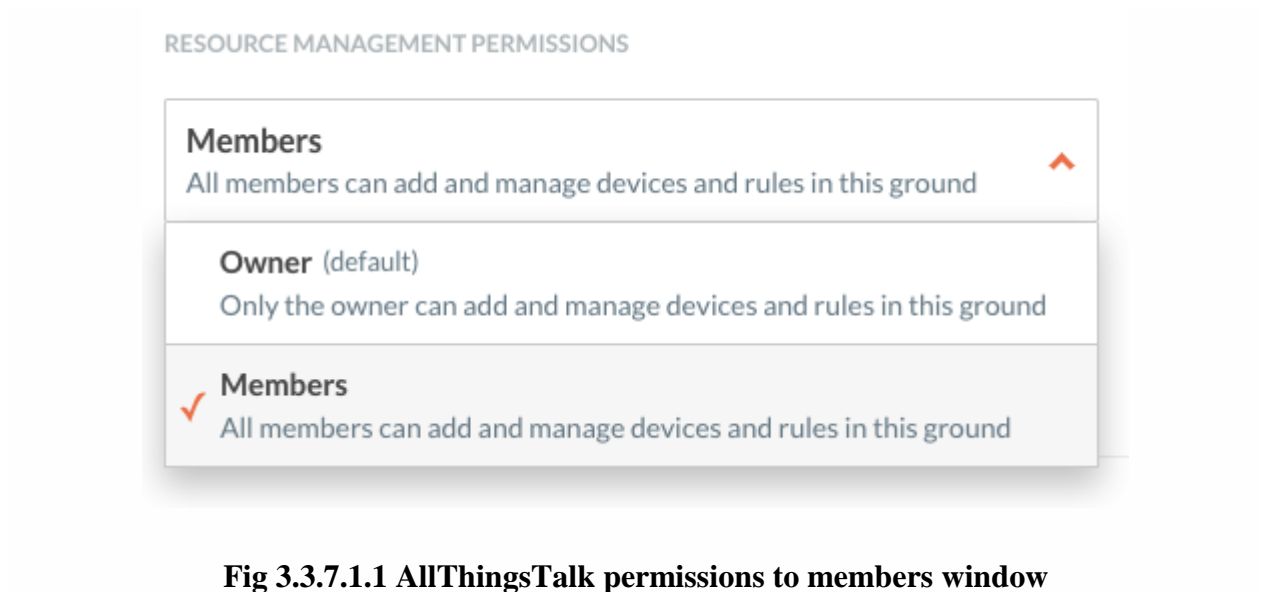 RESOURCE MANAGEMENT PERMISSIONS
Members
All members can add and manage devices and rules in this ground
Owner (default)
Only the owner can add and manage devices and rules in this ground
Members
All members can add and manage devices and rules in this ground
Fig 3.3.7.1.1 AllThingsTalk permissions to members window